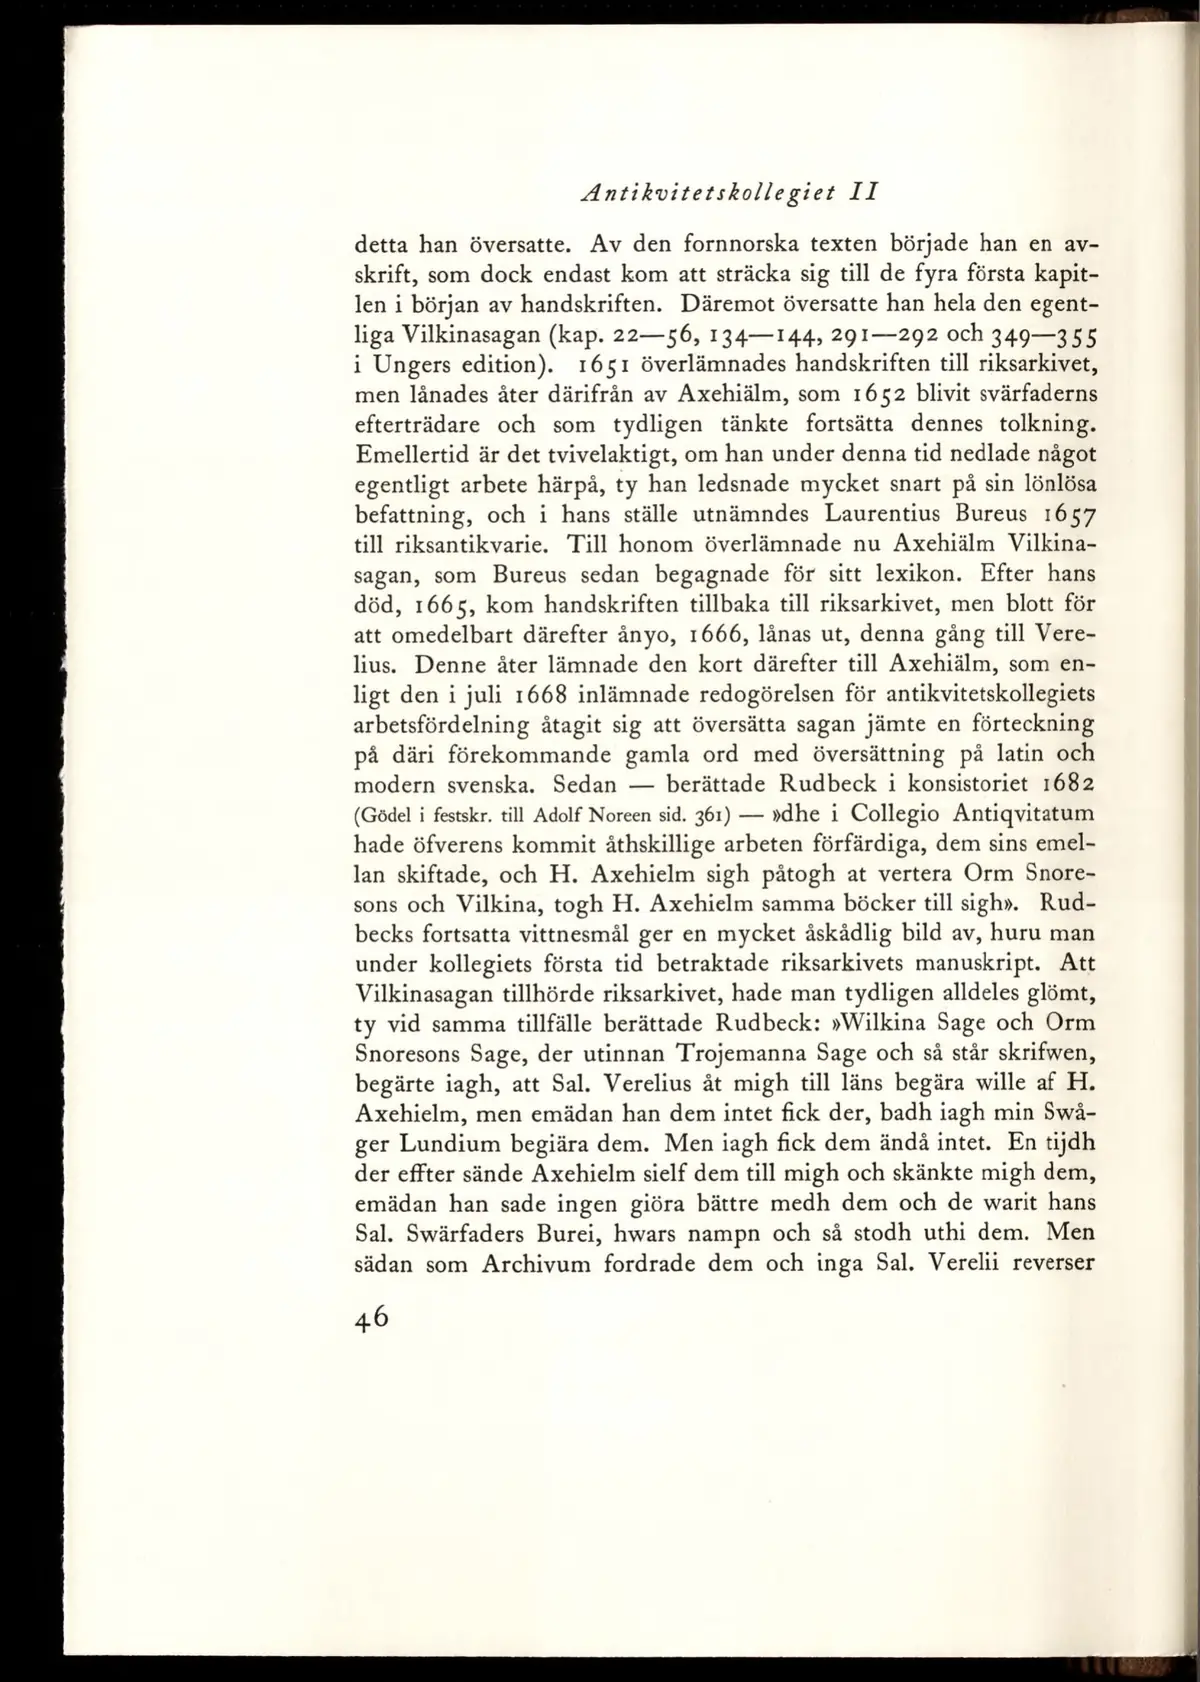 Antikvitetskollegiet II
detta han översatte. Av den fornnorska texten började han en av-
skrift, som dock endast kom att sträcka sig till de fyra första kapit-
len i början av handskriften. Däremot översatte han hela den egent-
liga Vilkinasagan (kap. 22—56, 134—144, 291—292 och 349—355
i Ungers edition). 1651 överlämnades handskriften till riksarkivet,
men lånades åter därifrån av Axehiälm, som 1652 blivit svärfaderns
efterträdare och som tydligen tänkte fortsätta dennes tolkning.
Emellertid är det tvivelaktigt, om han under denna tid nedlade något
egentligt arbete härpå, ty han ledsnade mycket snart på sin lönlösa
befattning, och i hans ställe utnämndes Laurentius Bureus 1657
till riksantikvarie. Till honom överlämnade nu Axehiälm Vilkina-
sagan, som Bureus sedan begagnade för sitt lexikon. Efter hans
död, 1665, kom handskriften tillbaka till riksarkivet, men blott för
att omedelbart därefter ånyo, 1666, lånas ut, denna gång till Vere-
lius. Denne åter lämnade den kort därefter till Axehiälm, som en-
ligt den i juli 1668 inlämnade redogörelsen för antikvitetskollegiets
arbetsfördelning åtagit sig att översätta sagan jämte en förteckning
på däri förekommande gamla ord med översättning på latin och
modern svenska. Sedan — berättade Rudbeck i konsistoriet 1682
(Gödel i festskr. till Adolf Noreen sid. 361) — »dhe i Collegio Antiqvitatum
hade öfverens kommit åthskillige arbeten förfärdiga, dem sins emel-
lan skiftade, och H. Axehielm sigh påtogh at vertera Orm Snore-
sons och Vilkina, togh H. Axehielm samma böcker till sigh». Rud-
becks fortsatta vittnesmål ger en mycket åskådlig bild av, huru man
under kollegiets första tid betraktade riksarkivets manuskript. Att
Vilkinasagan tillhörde riksarkivet, hade man tydligen alldeles glömt,
ty vid samma tillfälle berättade Rudbeck: »Wilkina Sage och Orm
Snoresons Sage, der utinnan Trojemanna Sage och så står skrifwen,
begärte iagh, att Sal. Verelius åt migh till läns begära wille af H.
Axehielm, men emädan han dem intet fick der, badh iagh min Swå-
ger Lundium begiära dem. Men iagh fick dem ändå intet. En tijdh
der effter sände Axehielm sielf dem till migh och skänkte migh dem,
emädan han sade ingen giöra bättre medh dem och de warit hans
Sal. Swärfaders Burei, hwars nampn och så stodh uthi dem. Men
sädan som Archivum fordrade dem och inga Sal. Verelii reverser
46